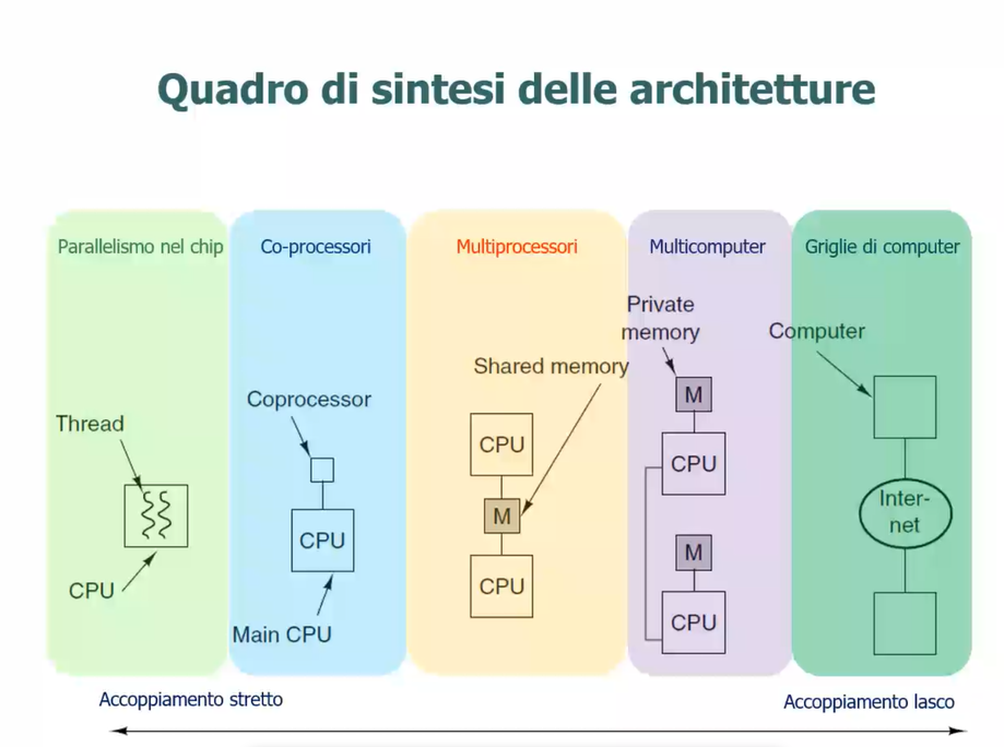 Quadro di sintesi delle architetture
Parallelismo nel chip
Thread
CPU
Co-processori
Coprocessor
CPU
Main CPU
Multiprocessori
Shared memory
CPU
M
CPU
Multicomputer
Private
memory
M
CPU
M
CPU
Griglie di computer
Computer
Inter-
net
Accoppiamento stretto
Accoppiamento lasco